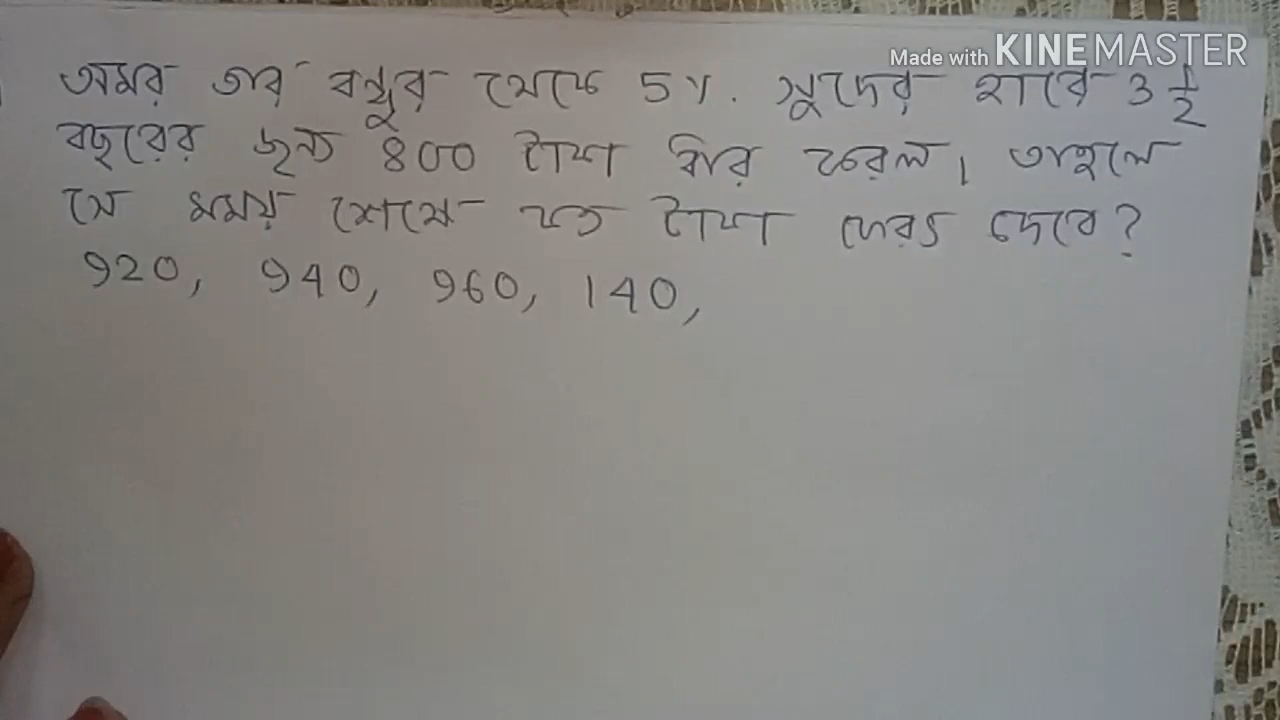 Made with KINEMASTER
অমর তার বন্ধুর থেকে 5%. সুদের হারে 3 1/2
বছরের জন্য 800 টাকা ধার করল। তাহলে
সে সময় শেষে কত টাকা ফেরৎ দেবে?
920, 940, 960, 140,